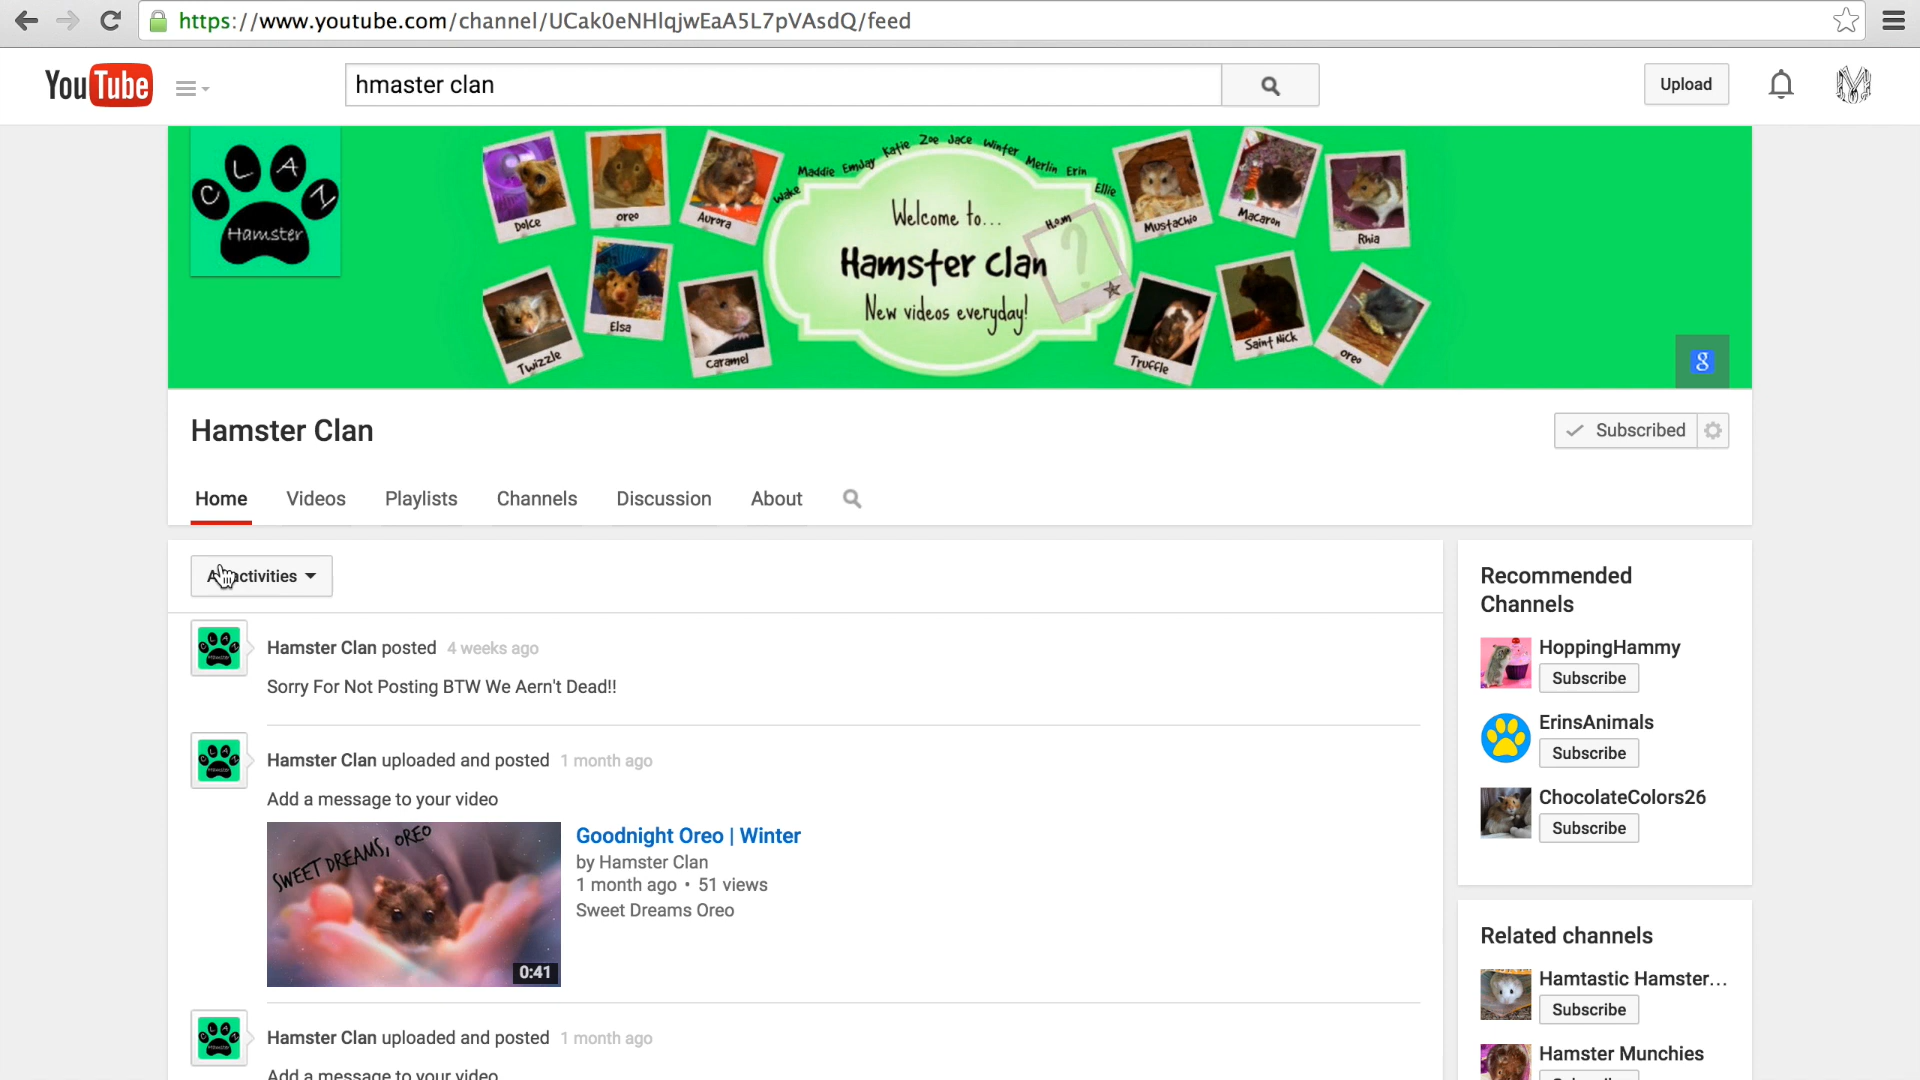 https://www.youtube.com/channel/UCak0eNHlqjwEaA5L7pVAsdQ/feed
YouTube
hmaster clan
Upload
CLAN
Hamster
Wake Maddie Emjay Katie Zoe Jace Winter Merlin Erin Ellie
Dolce
oreo
Aurora
Welcome to...
Hamster clan
New videos everyday!
Ham
?
Mustachio
Macaron
Rhia
Twizzle
Elsa
Caramel
Truffle
Saint Nick
oreo
g
Hamster Clan
Subscribed
Home
Videos
Playlists
Channels
Discussion
About
activities
Hamster Clan posted 4 weeks ago
Sorry For Not Posting BTW We Aern't Dead!!
Hamster Clan uploaded and posted 1 month ago
Add a message to your video
SWEET DREAMS, OREO
0:41
Goodnight Oreo | Winter
by Hamster Clan
1 month ago • 51 views
Sweet Dreams Oreo
Hamster Clan uploaded and posted 1 month ago
Add a message to your video
Recommended
Channels
HoppingHammy
Subscribe
ErinsAnimals
Subscribe
ChocolateColors26
Subscribe
Related channels
Hamtastic Hamster...
Subscribe
Hamster Munchies